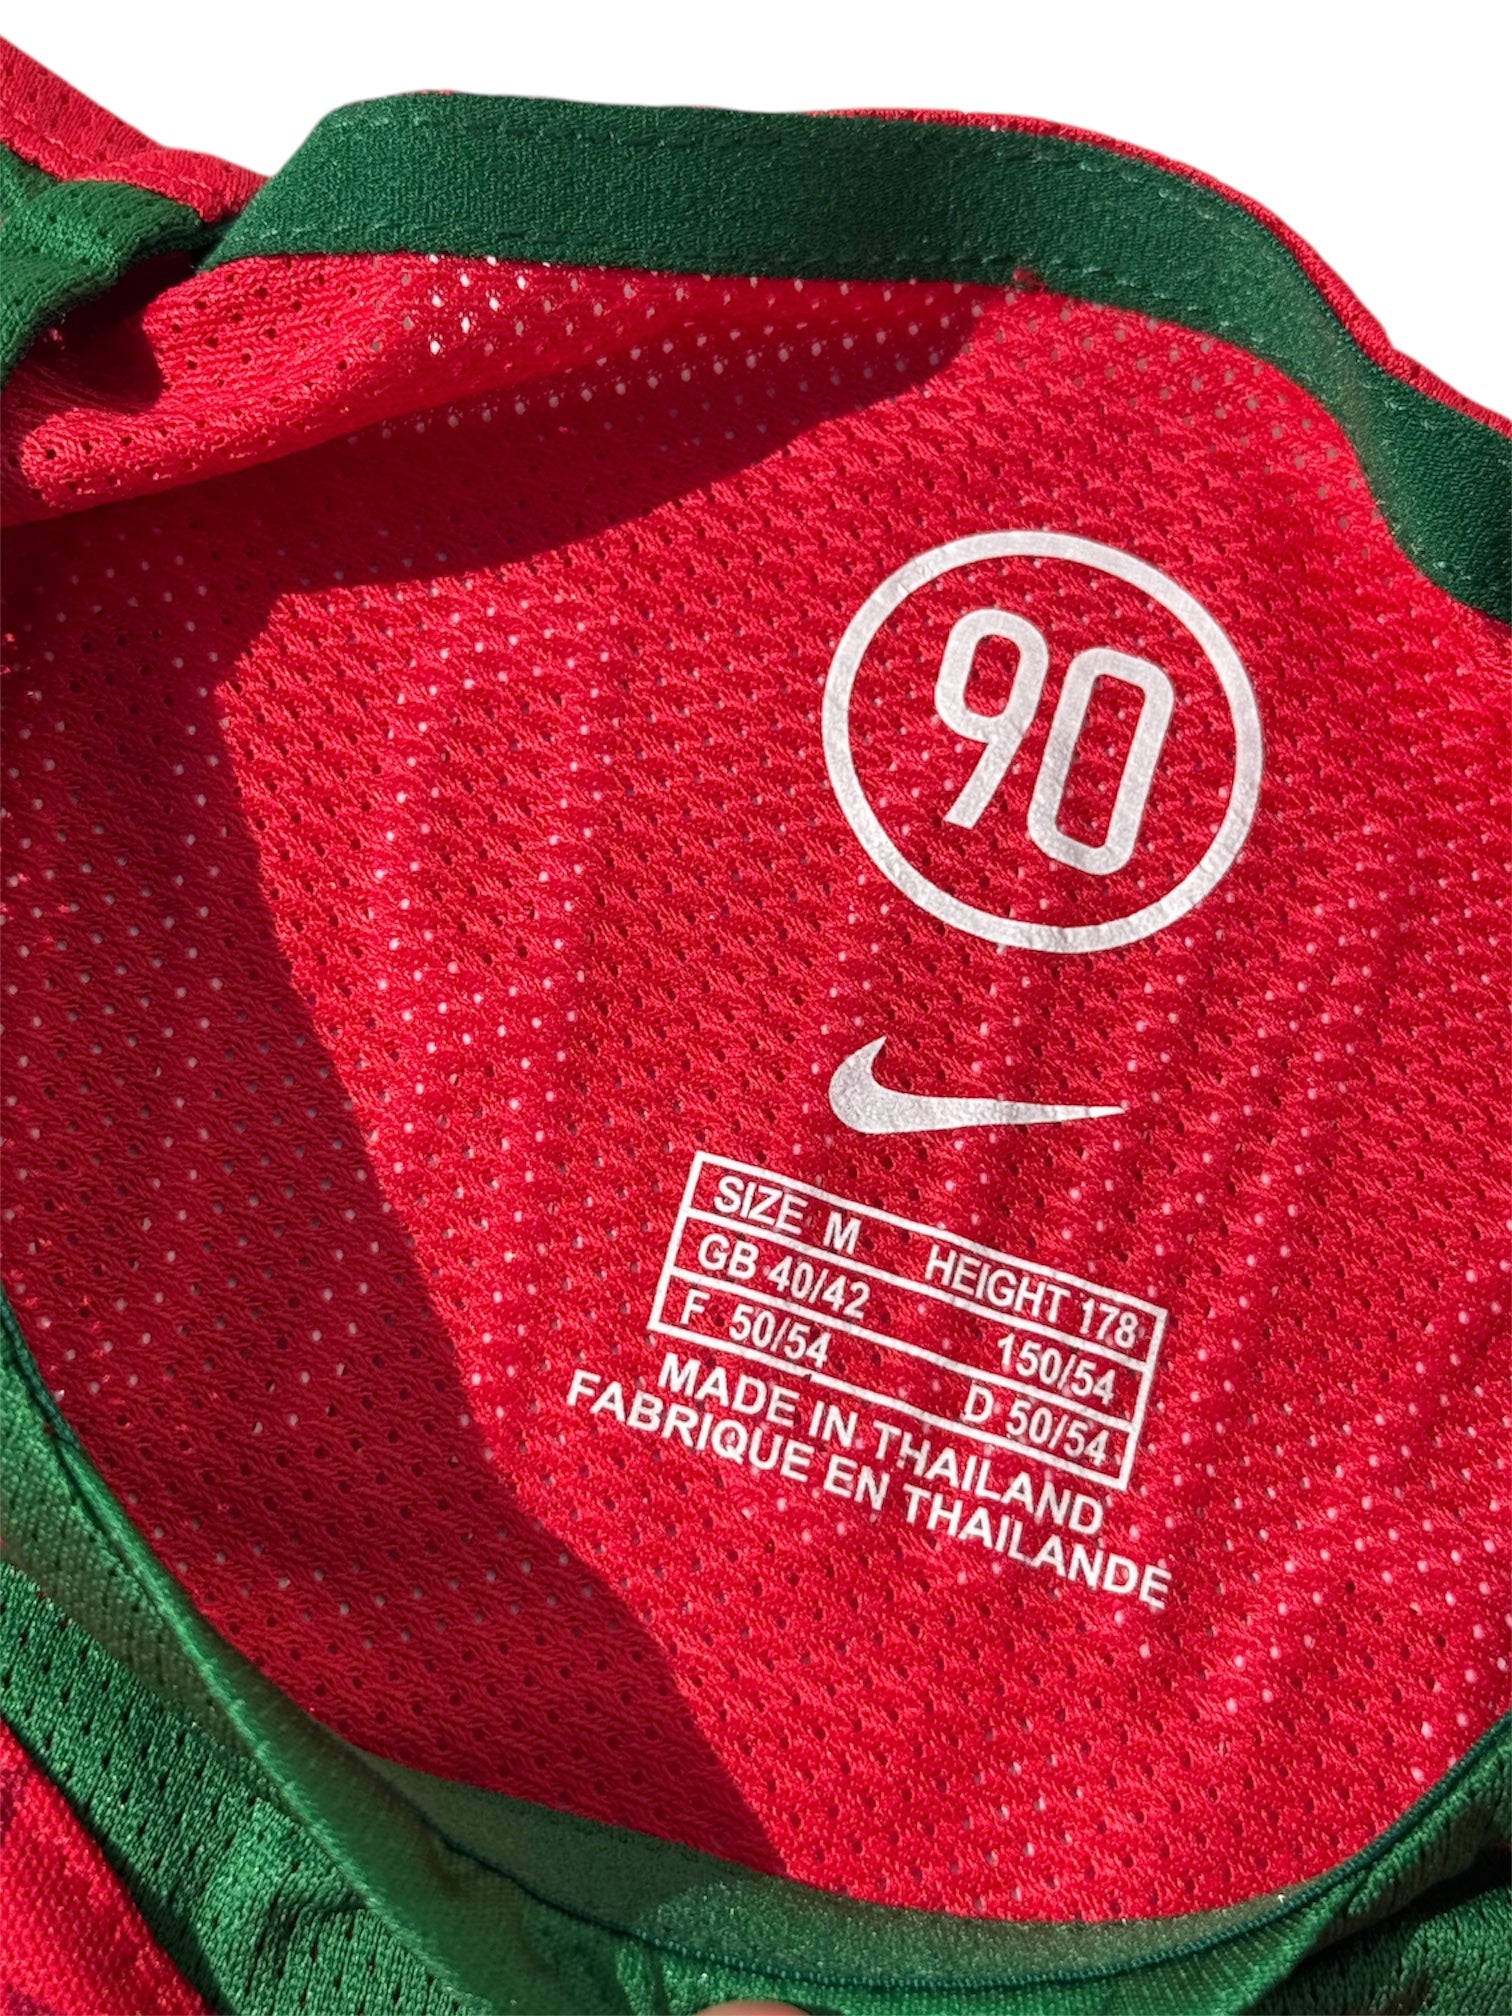 90
SIZE M HEIGHT 178
GB 40/42 150/54
F 50/54 D 50/54
MADE IN THAILAND
FABRIQUE EN THAILANDE